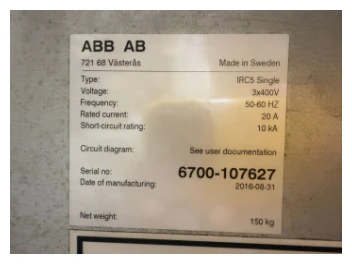 ABB AB
721 68 Västerås Made in Sweden
Type: IRC5 Single
Voltage: 3x400V
Frequency: 50-60 HZ
Rated current: 20 A
Short-circuit rating: 10 kA
Circuit diagram: See user documentation
Serial no: 6700-107627
Date of manufacturing: 2016-08-31
Net weight: 150 kg